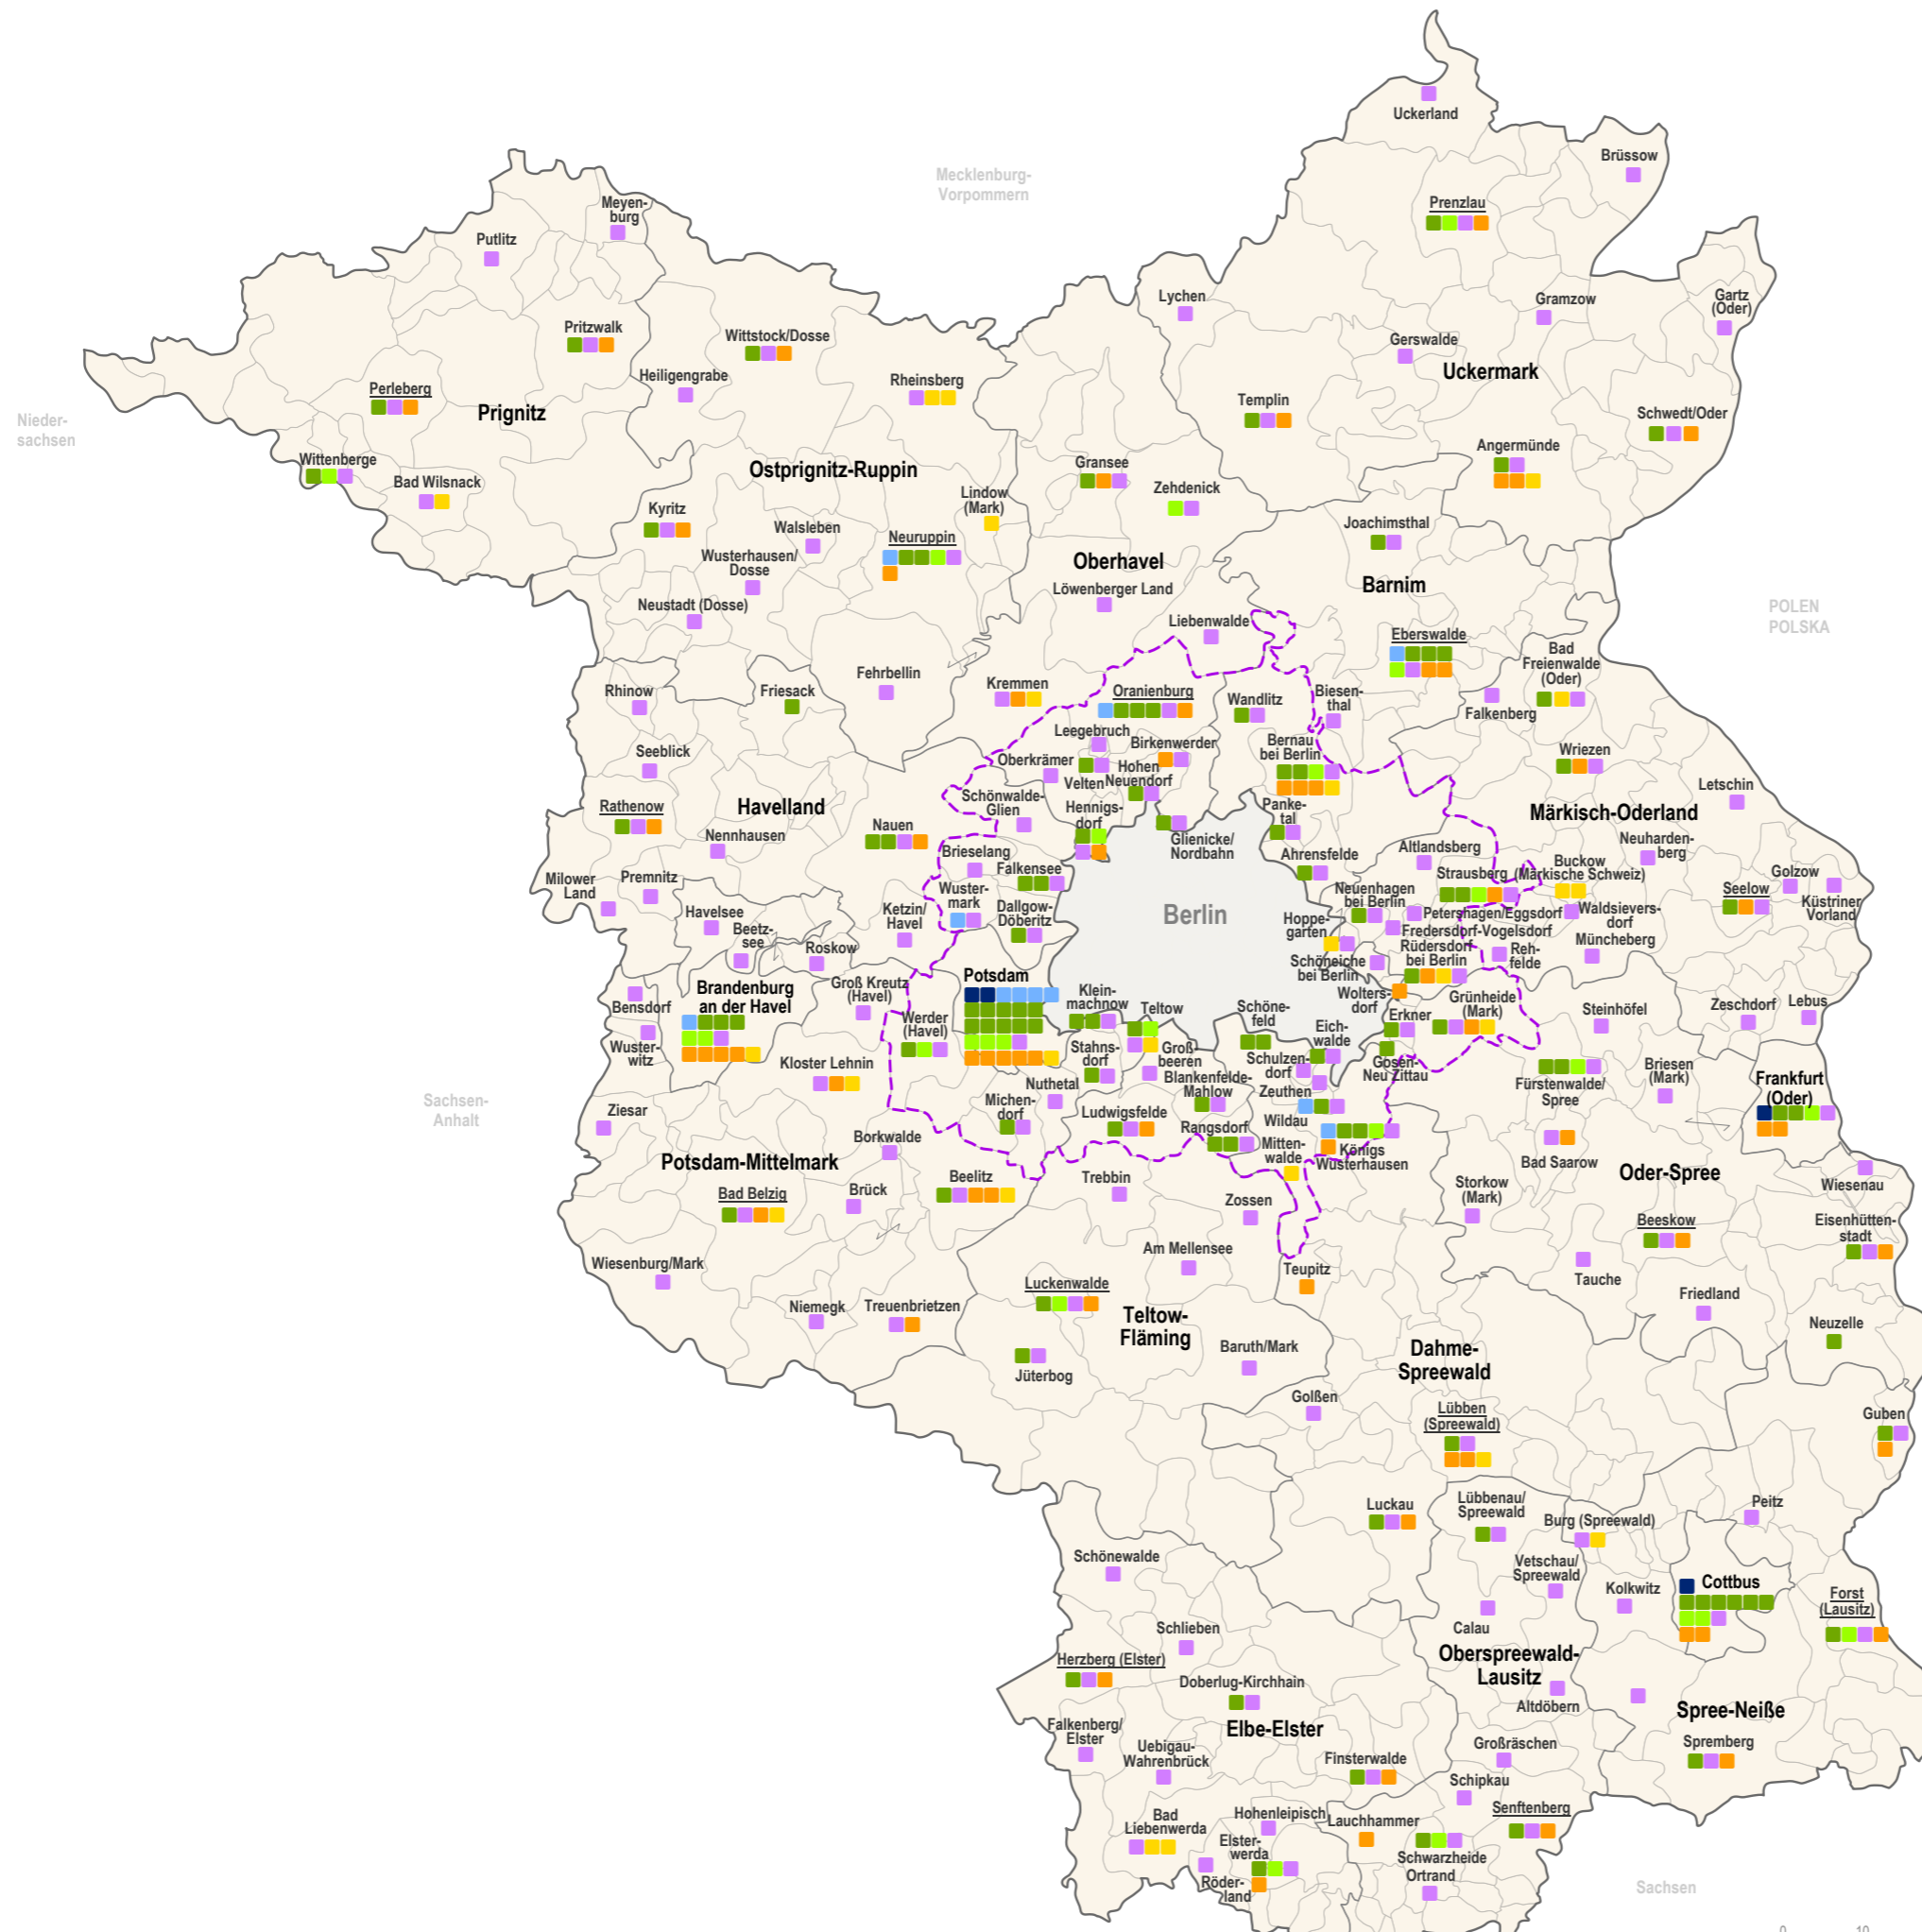 Uckerland
Brüssow
Mecklenburg-
Vorpommern
Prenzlau
Meyen-
burg
Putlitz
Lychen
Gramzow
Gartz
(Oder)
Pritzwalk
Wittstock/Dosse
Gerswalde
Uckermark
Heiligengrabe
Rheinsberg
Perleberg
Prignitz
Templin
Schwedt/Oder
Nieder-
sachsen
Angermünde
Wittenberge
Bad Wilsnack
Ostprignitz-Ruppin
Gransee
Zehdenick
Lindow
(Mark)
Kyritz
Walsleben
Neuruppin
Joachimsthal
Wusterhausen/
Dosse
Oberhavel
Barnim
Löwenberger Land
Neustadt (Dosse)
Liebenwalde
POLEN
POLSKA
Eberswalde
Bad
Freienwalde
(Oder)
Fehrbellin
Rhinow
Friesack
Kremmen
Oranienburg
Wandlitz
Biesen-
thal
Falkenberg
Leegebruch
Birkenwerder
Bernau
bei Berlin
Seeblick
Oberkrämer
Velten
Hohen
Neuendorf
Wriezen
Letschin
Havelland
Schönwalde-
Glien
Hennigs-
dorf
Panke-
tal
Märkisch-Oderland
Rathenow
Nauen
Glienicke/
Nordbahn
Nennhausen
Neuharden-
berg
Brieselang
Falkensee
Ahrensfelde
Altlandsberg
Buckow
(Märkische Schweiz)
Strausberg
Golzow
Milower
Land
Premnitz
Wuster-
mark
Neuenhagen
bei Berlin
Seelow
Küstriner
Vorland
Havelsee
Ketzin/
Havel
Dallgow-
Döberitz
Berlin
Hoppe-
garten
Petershagen/Eggsdorf
Waldsievers-
dorf
Beetz-
see
Fredersdorf-Vogelsdorf
Müncheberg
Roskow
Schöneiche
bei Berlin
Rüdersdorf
bei Berlin
Reh-
felde
Potsdam
Brandenburg
an der Havel
Groß Kreutz
(Havel)
Klein-
machnow
Teltow
Wolters-
dorf
Grünheide
(Mark)
Bensdorf
Schöne-
feld
Steinhöfel
Zeschdorf
Lebus
Werder
(Havel)
Erkner
Eich-
walde
Wuster-
witz
Stahns-
dorf
Groß-
beeren
Schulzen-
dorf
Gosen-
Neu Zittau
Kloster Lehnin
Blankenfelde-
Mahlow
Zeuthen
Fürstenwalde/
Spree
Briesen
(Mark)
Frankfurt
(Oder)
Nuthetal
Sachsen-
Anhalt
Ziesar
Michen-
dorf
Ludwigsfelde
Wildau
Rangsdorf
Mitten-
walde
Königs
Wusterhausen
Borkwalde
Bad Saarow
Potsdam-Mittelmark
Oder-Spree
Wiesenau
Beelitz
Trebbin
Storkow
(Mark)
Bad Belzig
Brück
Zossen
Beeskow
Eisenhütten-
stadt
Am Mellensee
Wiesenburg/Mark
Teupitz
Tauche
Luckenwalde
Friedland
Niemegk
Treuenbrietzen
Teltow-
Fläming
Neuzelle
Baruth/Mark
Dahme-
Spreewald
Jüterbog
Golßen
Lübben
(Spreewald)
Guben
Luckau
Lübbenau/
Spreewald
Peitz
Burg (Spreewald)
Schönewalde
Vetschau/
Spreewald
Kolkwitz
Cottbus
Forst
(Lausitz)
Schlieben
Calau
Herzberg (Elster)
Oberspreewald-
Lausitz
Doberlug-Kirchhain
Altdöbern
Spree-Neiße
Falkenberg/
Elster
Elbe-Elster
Uebigau-
Wahrenbrück
Finsterwalde
Großräschen
Spremberg
Schipkau
Bad
Liebenwerda
Hohenleipisch
Lauchhammer
Senftenberg
Elster-
werda
Schwarzheide
Röder-
land
Ortrand
Sachsen
0 10